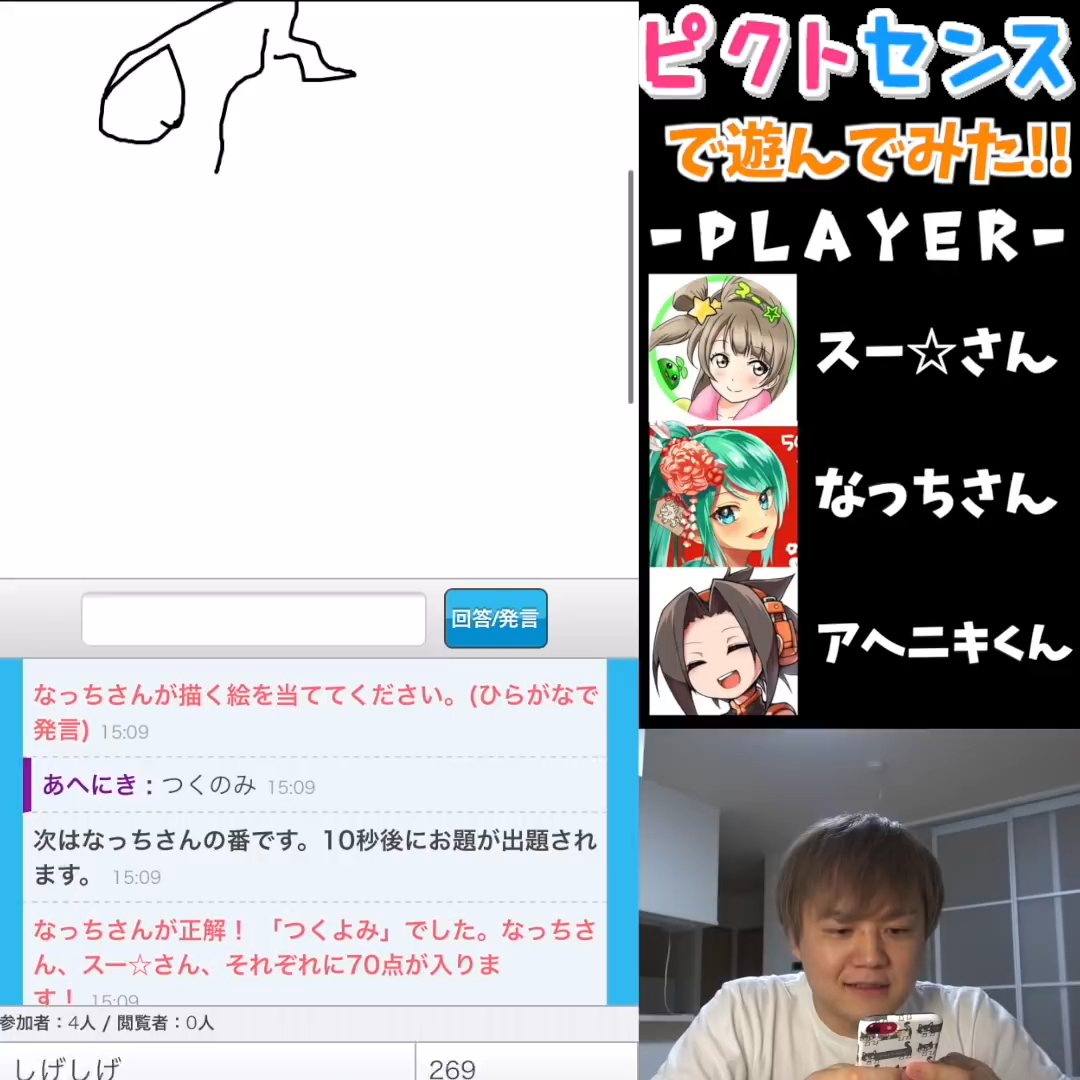 ピクトセンス
で遊んでみた!!
-PLAYER-
スー☆さん
なっちさん
アヘニキくん
回答/発言
なっちさんが描く絵を当ててください。(ひらがなで
発言) 15:09
あへにき：つくのみ 15:09
次はなっちさんの番です。10秒後にお題が出題され
ます。 15:09
なっちさんが正解！ 「つくよみ」でした。なっちさ
ん、スー☆さん、それぞれに70点が入りま
す！ 15:09
参加者：4人 / 閲覧者：0人
しげしげ 269